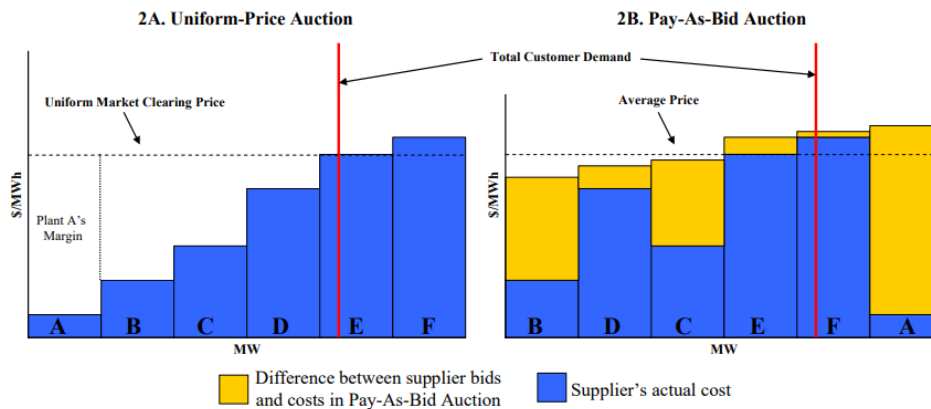 2A. Uniform-Price Auction
2B. Pay-As-Bid Auction
Total Customer Demand
Uniform Market Clearing Price
Average Price
$/MWh
Plant A's
Margin
A
B
C
D
E
F
MW
$/MWh
B
D
C
E
F
A
MW
Difference between supplier bids
and costs in Pay-As-Bid Auction
Supplier's actual cost